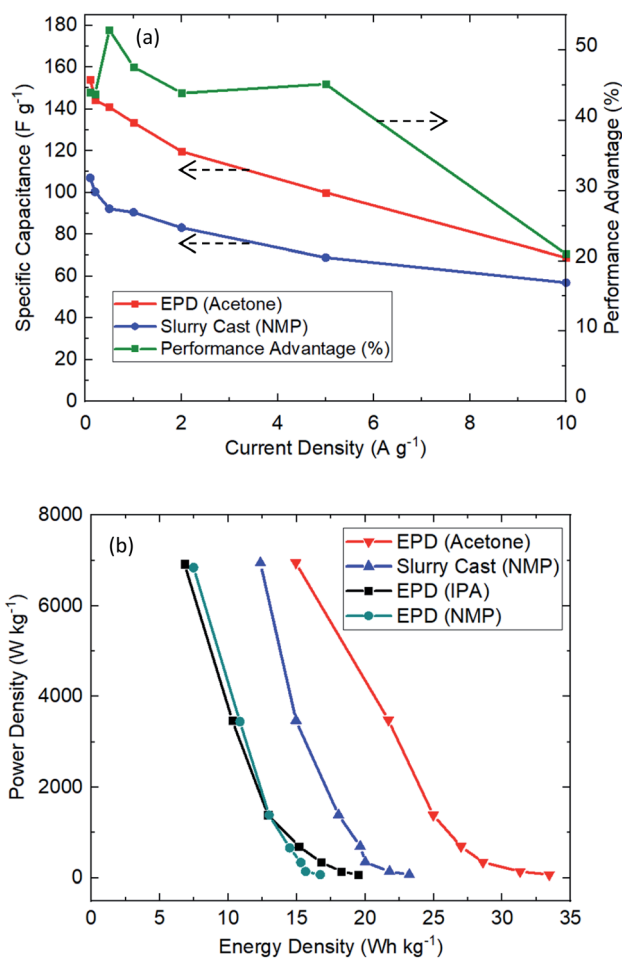 (a)
180
160
140
120
100
80
60
40
20
0
Specific Capacitance (F g⁻¹)
50
40
30
20
10
0
Performance Advantage (%)
EPD (Acetone)
Slurry Cast (NMP)
Performance Advantage (%)
0 2 4 6 8 10
Current Density (A g⁻¹)
(b)
8000
6000
4000
2000
0
Power Density (W kg⁻¹)
EPD (Acetone)
Slurry Cast (NMP)
EPD (IPA)
EPD (NMP)
0 5 10 15 20 25 30 35
Energy Density (Wh kg⁻¹)